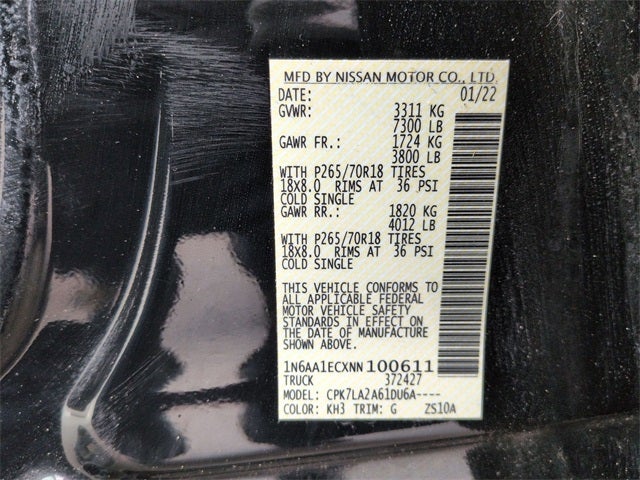 MFD BY NISSAN MOTOR CO., LTD.
DATE: 01/22
GVWR: 3311 KG
7300 LB
GAWR FR.: 1724 KG
3800 LB
WITH P265/70R18 TIRES
18X8.0 RIMS AT 36 PSI
COLD SINGLE
GAWR RR.: 1820 KG
4012 LB
WITH P265/70R18 TIRES
18X8.0 RIMS AT 36 PSI
COLD SINGLE
THIS VEHICLE CONFORMS TO
ALL APPLICABLE FEDERAL
MOTOR VEHICLE SAFETY
STANDARDS IN EFFECT ON
THE DATE OF MANUFACTURE
SHOWN ABOVE.
1N6AA1ECXNN100611
TRUCK 372427
MODEL: CPK7LA2A61DU6A----
COLOR: KH3 TRIM: G ZS10A